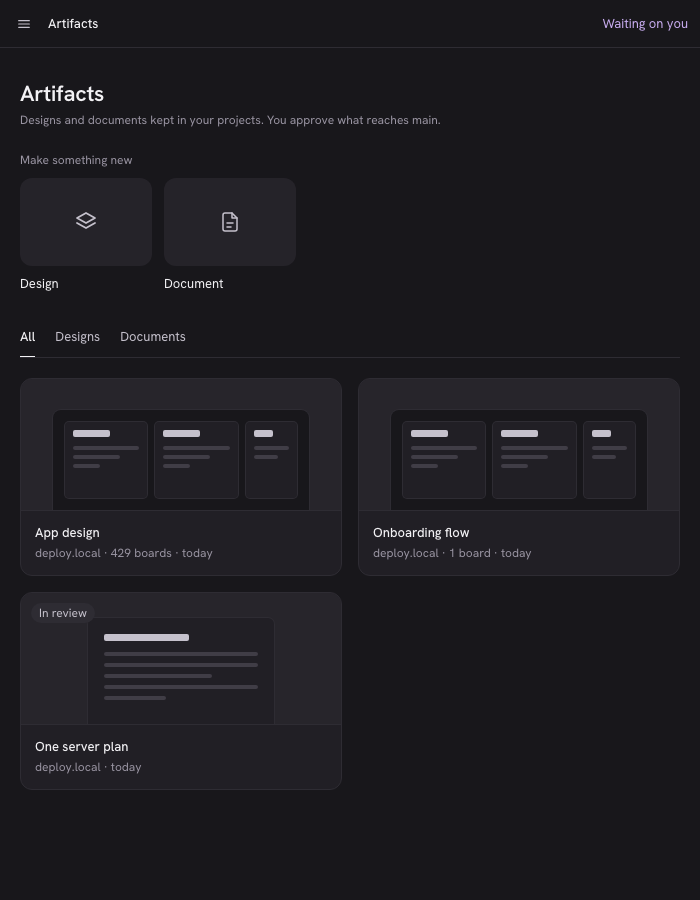 Artifacts
Waiting on you
Artifacts
Designs and documents kept in your projects. You approve what reaches main.
Make something new
Design
Document
All
Designs
Documents
App design
deploy.local · 429 boards · today
Onboarding flow
deploy.local · 1 board · today
In review
One server plan
deploy.local · today